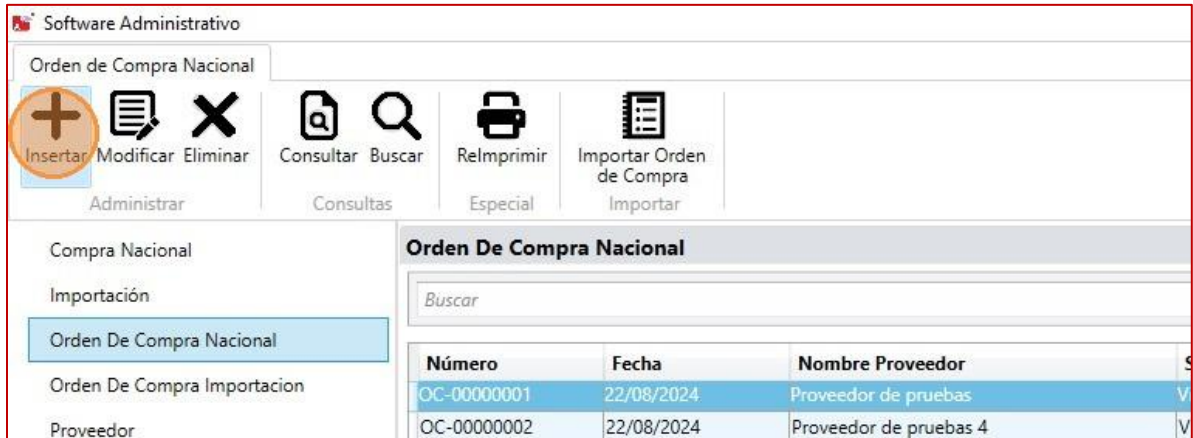 Software Administrativo
Orden de Compra Nacional
Insertar Modificar Eliminar Consultar Buscar ReImprimir Importar Orden
de Compra
Administrar Consultas Especial Importar
Compra Nacional
Importación
Orden De Compra Nacional
Orden De Compra Importacion
Proveedor
Orden De Compra Nacional
Buscar
Número Fecha Nombre Proveedor
OC-00000001 22/08/2024 Proveedor de pruebas
OC-00000002 22/08/2024 Proveedor de pruebas 4